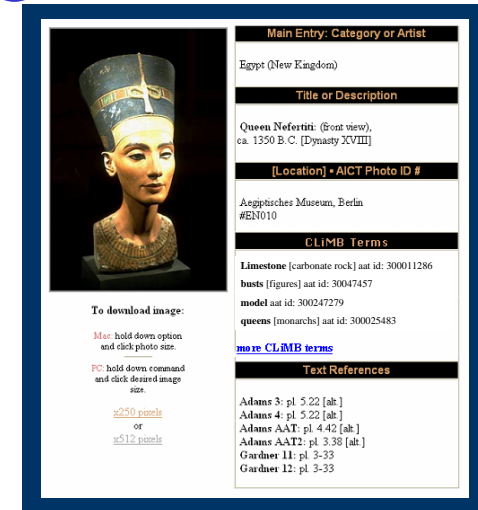 Main Entry: Category or Artist
Egypt (New Kingdom)
Title or Description
Queen Nefertiti: (front view),
ca. 1350 B.C. [Dynasty XVIII]
[Location] ▪ AICT Photo ID #
Aegiptisches Museum, Berlin
#EN010
CLiMB Terms
Limestone [carbonate rock] aat id: 300011286
busts [figures] aat id: 30047457
model aat id: 300247279
queens [monarchs] aat id: 300025483
more CLiMB terms
Text References
Adams 3: pl. 5.22 [alt.]
Adams 4: pl. 5.22 [alt.]
Adams AAT: pl. 4.42 [alt.]
Adams AAT2: pl. 3.38 [alt.]
Gardner 11: pl. 3-33
Gardner 12: pl. 3-33
To download image:
Mac: hold down option
and click photo size.
PC: hold down command
and click desired image
size.
x250 pixels
or
x512 pixels